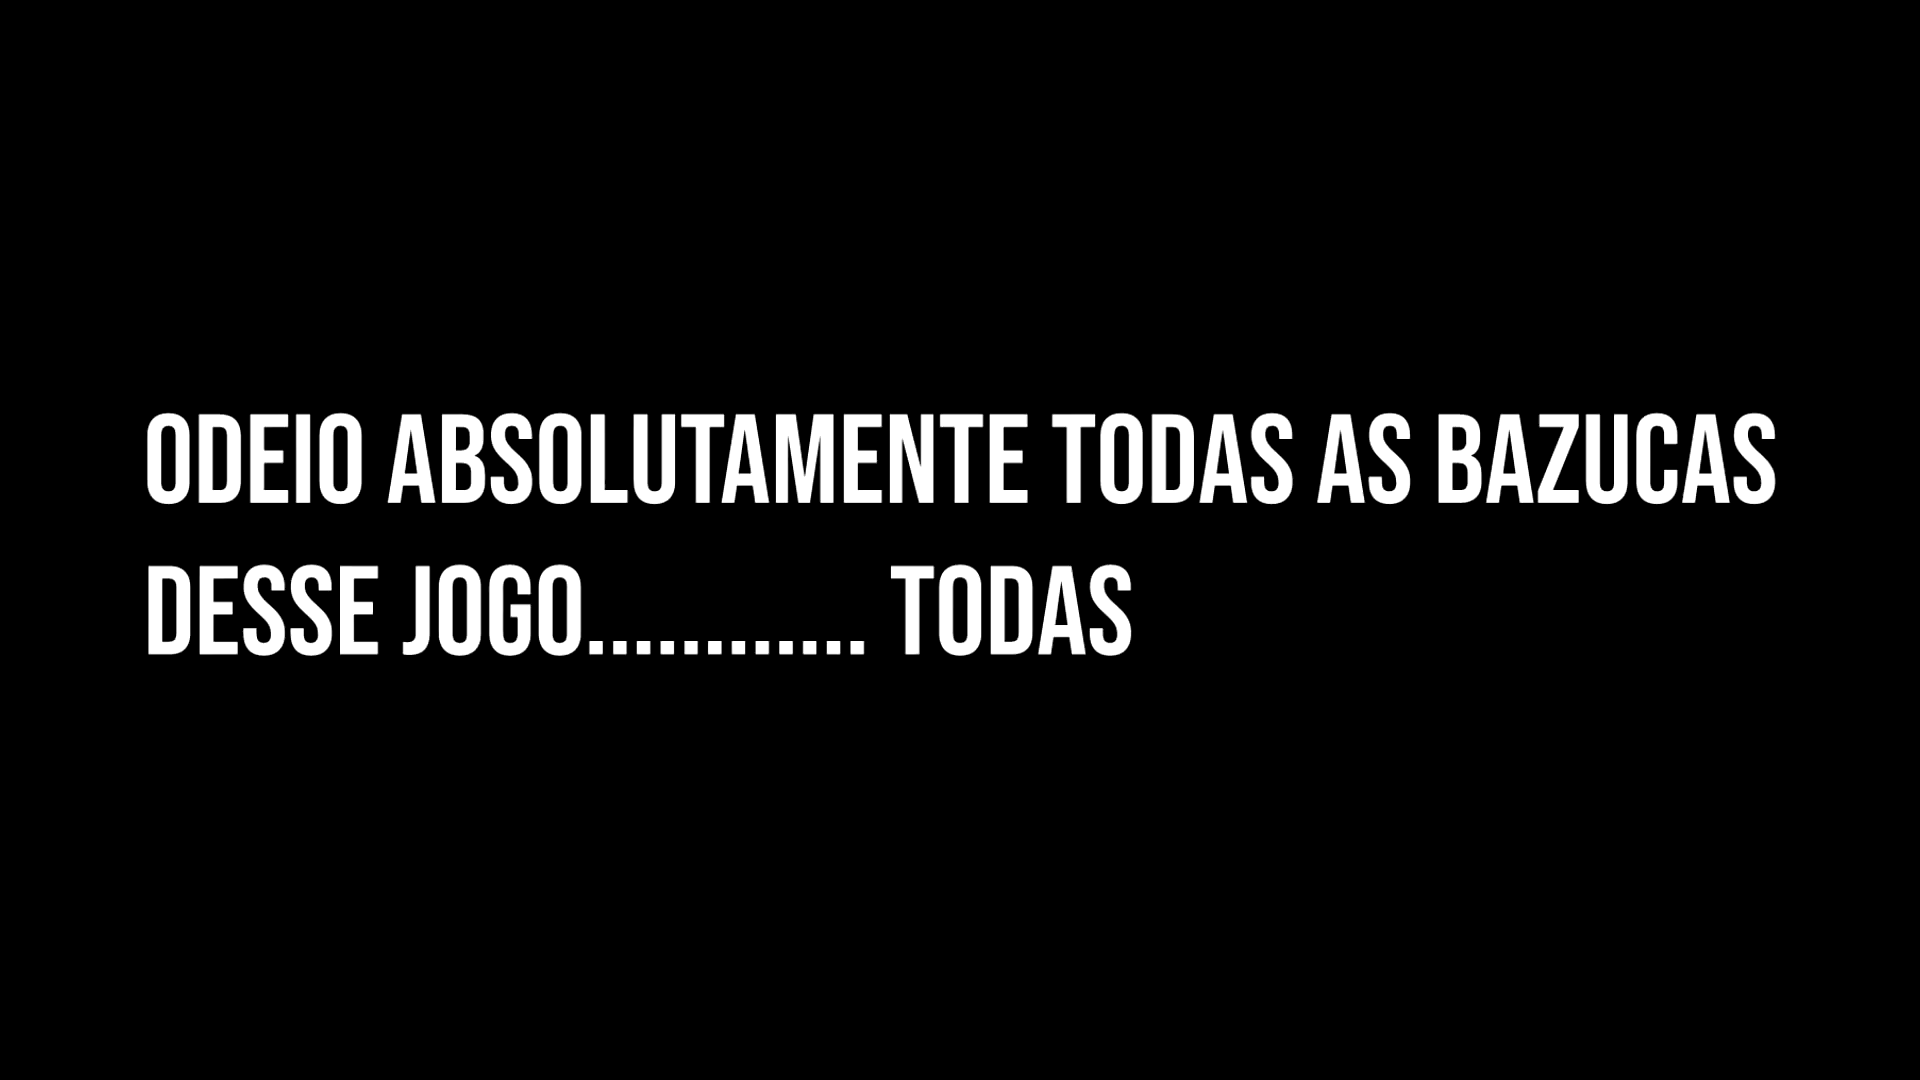 ODEIO ABSOLUTAMENTE TODAS AS BAZUCAS
DESSE JOGO............ TODAS